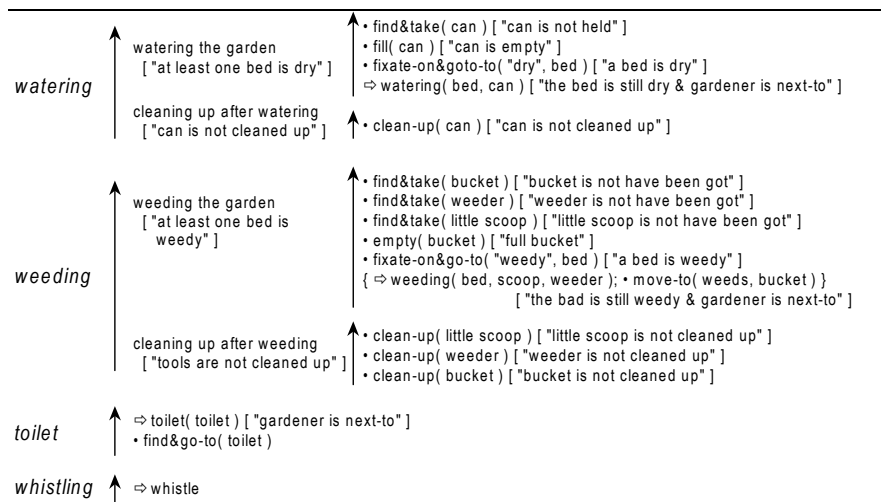 watering
watering the garden
[ "at least one bed is dry" ]
• find&take( can ) [ "can is not held" ]
• fill( can ) [ "can is empty" ]
• fixate-on&goto-to( "dry", bed ) [ "a bed is dry" ]
⇨ watering( bed, can ) [ "the bed is still dry & gardener is next-to" ]
cleaning up after watering
[ "can is not cleaned up" ]
• clean-up( can ) [ "can is not cleaned up" ]
weeding
weeding the garden
[ "at least one bed is
weedy" ]
• find&take( bucket ) [ "bucket is not have been got" ]
• find&take( weeder ) [ "weeder is not have been got" ]
• find&take( little scoop ) [ "little scoop is not have been got" ]
• empty( bucket ) [ "full bucket" ]
• fixate-on&go-to( "weedy", bed ) [ "a bed is weedy" ]
{ ⇨ weeding( bed, scoop, weeder ); • move-to( weeds, bucket ) }
[ "the bad is still weedy & gardener is next-to" ]
cleaning up after weeding
[ "tools are not cleaned up" ]
• clean-up( little scoop ) [ "little scoop is not cleaned up" ]
• clean-up( weeder ) [ "weeder is not cleaned up" ]
• clean-up( bucket ) [ "bucket is not cleaned up" ]
toilet
⇨ toilet( toilet ) [ "gardener is next-to" ]
• find&go-to( toilet )
whistling
⇨ whistle